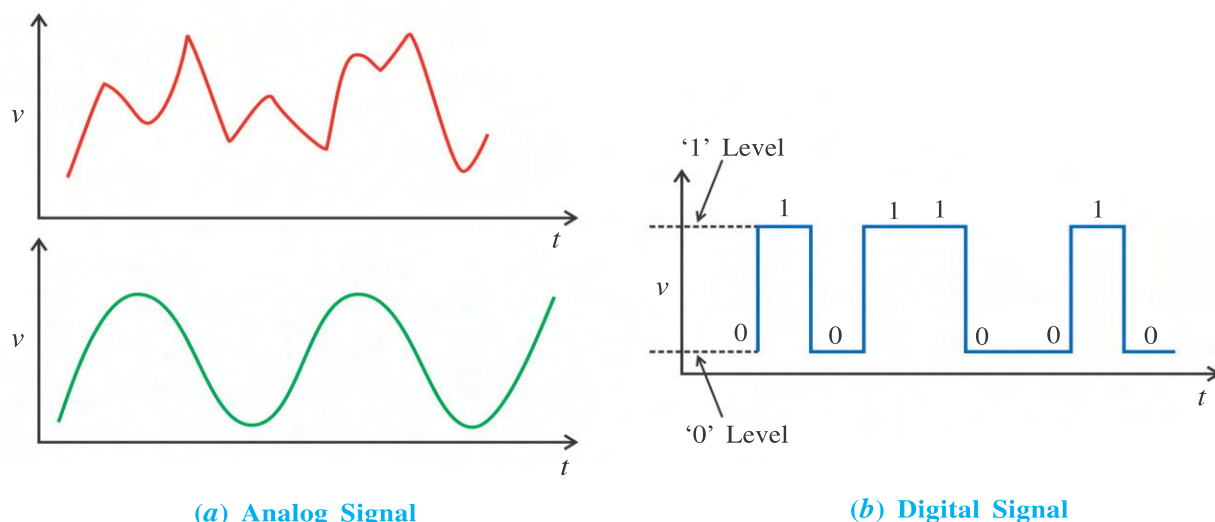 v
t
v
t
(a) Analog Signal
‘1’ Level
1
1
1
1
v
0
0
0
0
0
t
‘0’ Level
(b) Digital Signal